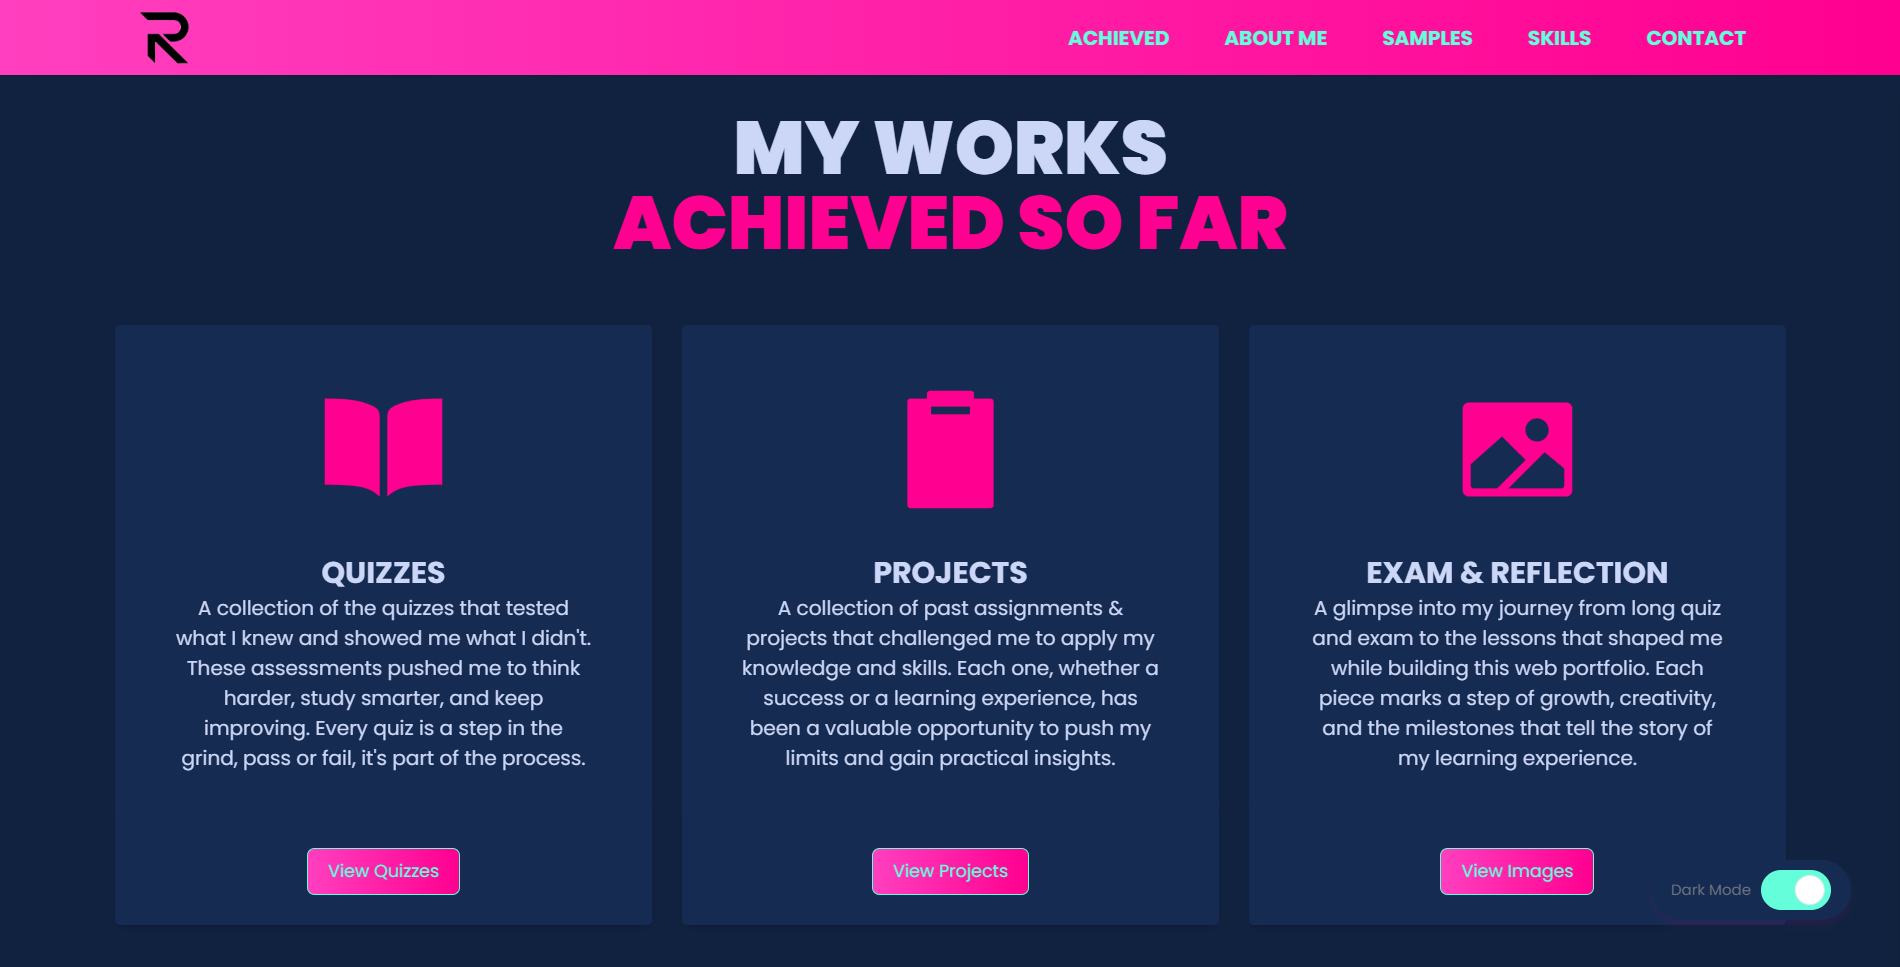 R
ACHIEVED ABOUT ME SAMPLES SKILLS CONTACT
MY WORKS
ACHIEVED SO FAR
QUIZZES
A collection of the quizzes that tested
what I knew and showed me what I didn't.
These assessments pushed me to think
harder, study smarter, and keep
improving. Every quiz is a step in the
grind, pass or fail, it's part of the process.
View Quizzes
PROJECTS
A collection of past assignments &
projects that challenged me to apply my
knowledge and skills. Each one, whether a
success or a learning experience, has
been a valuable opportunity to push my
limits and gain practical insights.
View Projects
EXAM & REFLECTION
A glimpse into my journey from long quiz
and exam to the lessons that shaped me
while building this web portfolio. Each
piece marks a step of growth, creativity,
and the milestones that tell the story of
my learning experience.
View Images
Dark Mode